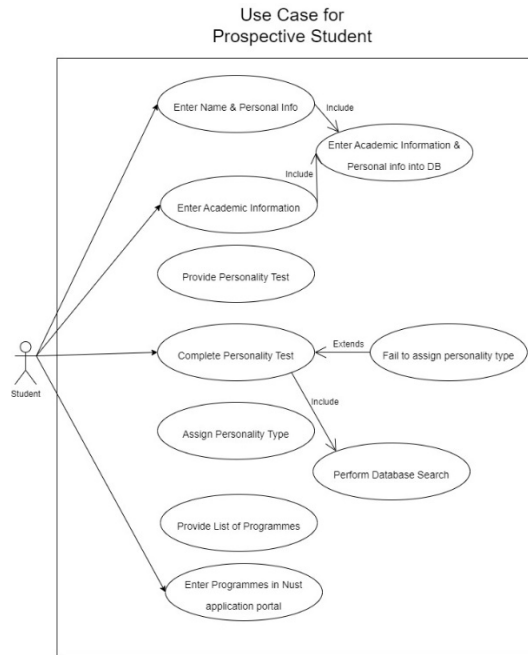 Use Case for
Prospective Student
Enter Name & Personal Info
Include
Enter Academic Information &
Personal info into DB
Include
Enter Academic Information
Provide Personality Test
Complete Personality Test
Extends
Fail to assign personality type
Student
Include
Assign Personality Type
Perform Database Search
Provide List of Programmes
Enter Programmes in Nust
application portal